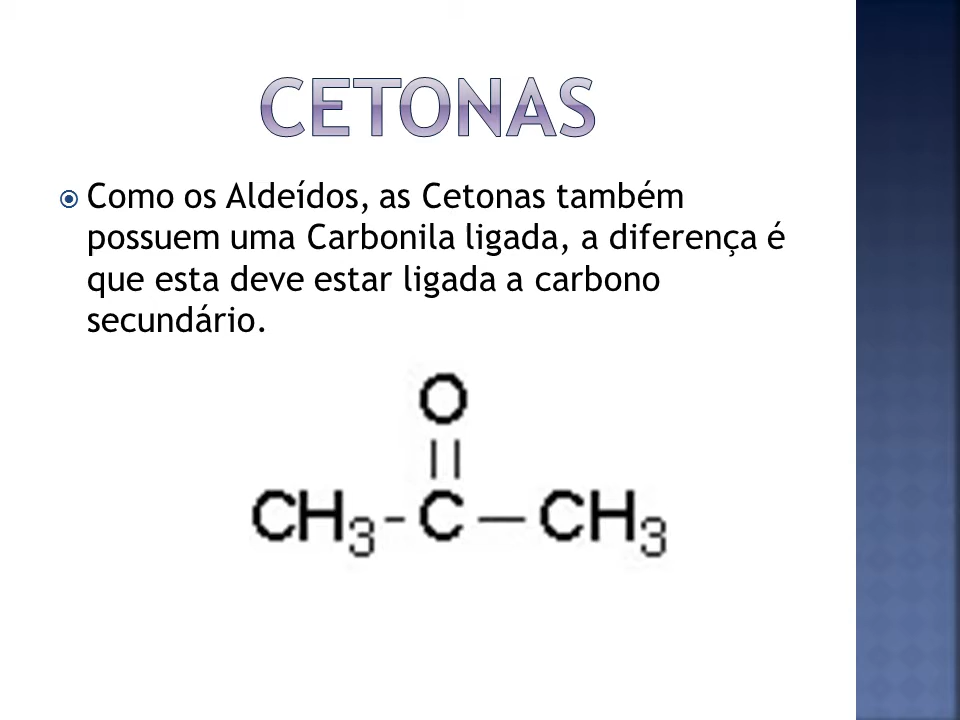 CETONAS
Como os Aldeídos, as Cetonas também
possuem uma Carbonila ligada, a diferença é
que esta deve estar ligada a carbono
secundário.
O
||
CH₃-C—CH₃